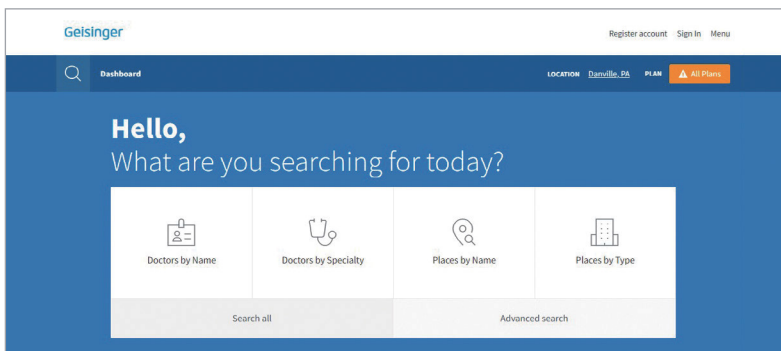 Geisinger
Register account Sign In Menu
Dashboard
LOCATION Danville, PA PLAN All Plans
Hello,
What are you searching for today?
Doctors by Name Doctors by Specialty Places by Name Places by Type
Search all Advanced search